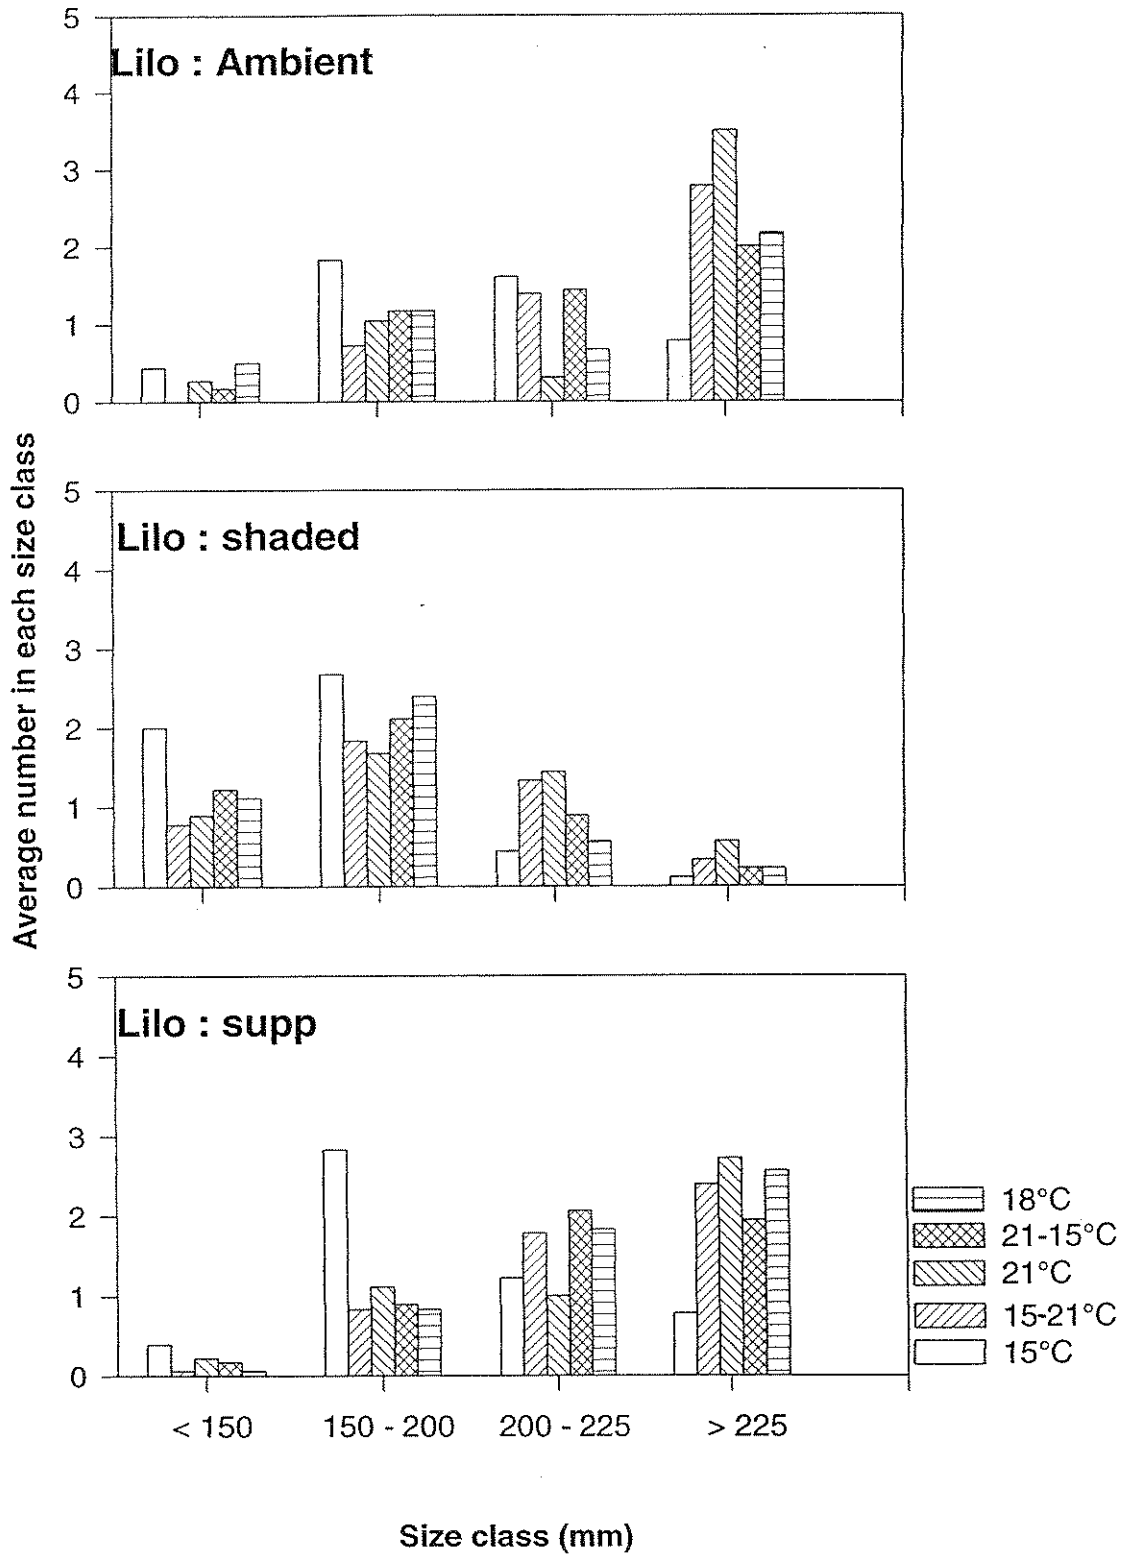 5
Lilo : Ambient
4
3
2
1
0
Average number in each size class
5
Lilo : shaded
4
3
2
1
0
5
Lilo : supp
4
3
2
1
0
18°C
21-15°C
21°C
15-21°C
15°C
< 150 150 - 200 200 - 225 > 225
Size class (mm)